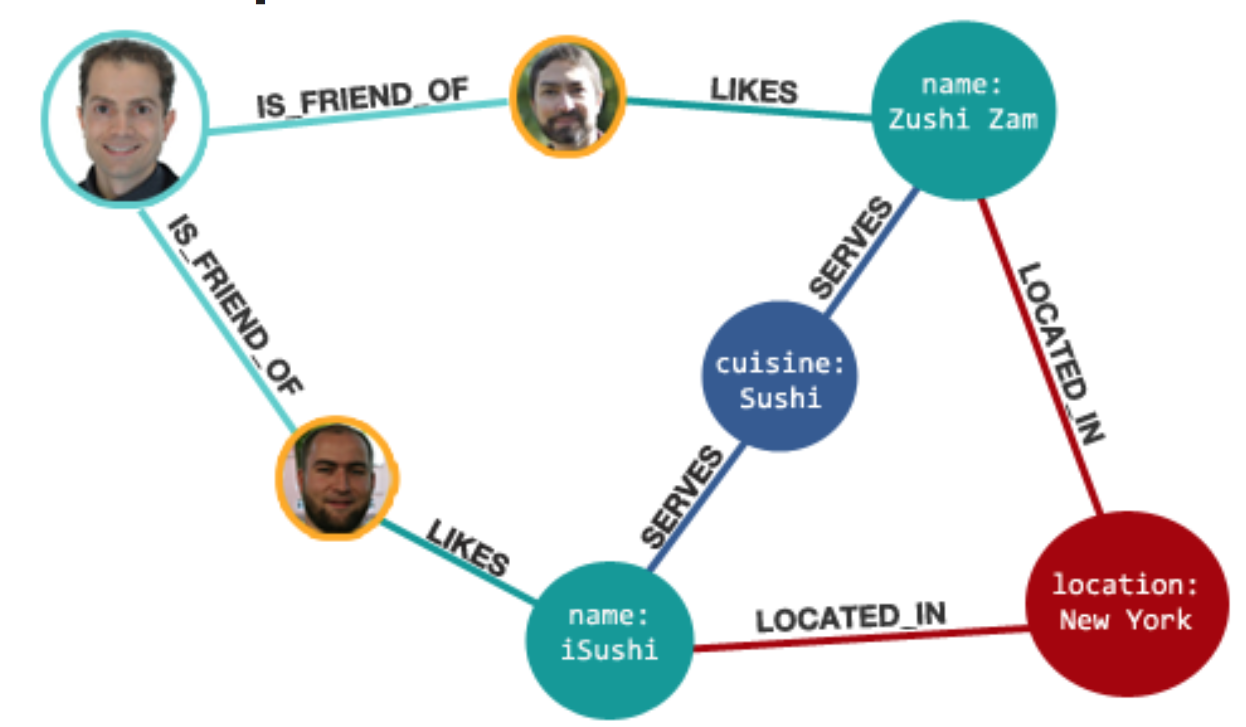 IS_FRIEND_OF
LIKES
name:
Zushi Zam
IS_FRIEND_OF
SERVES
LOCATED_IN
cuisine:
Sushi
SERVES
LIKES
name:
iSushi
LOCATED_IN
location:
New York